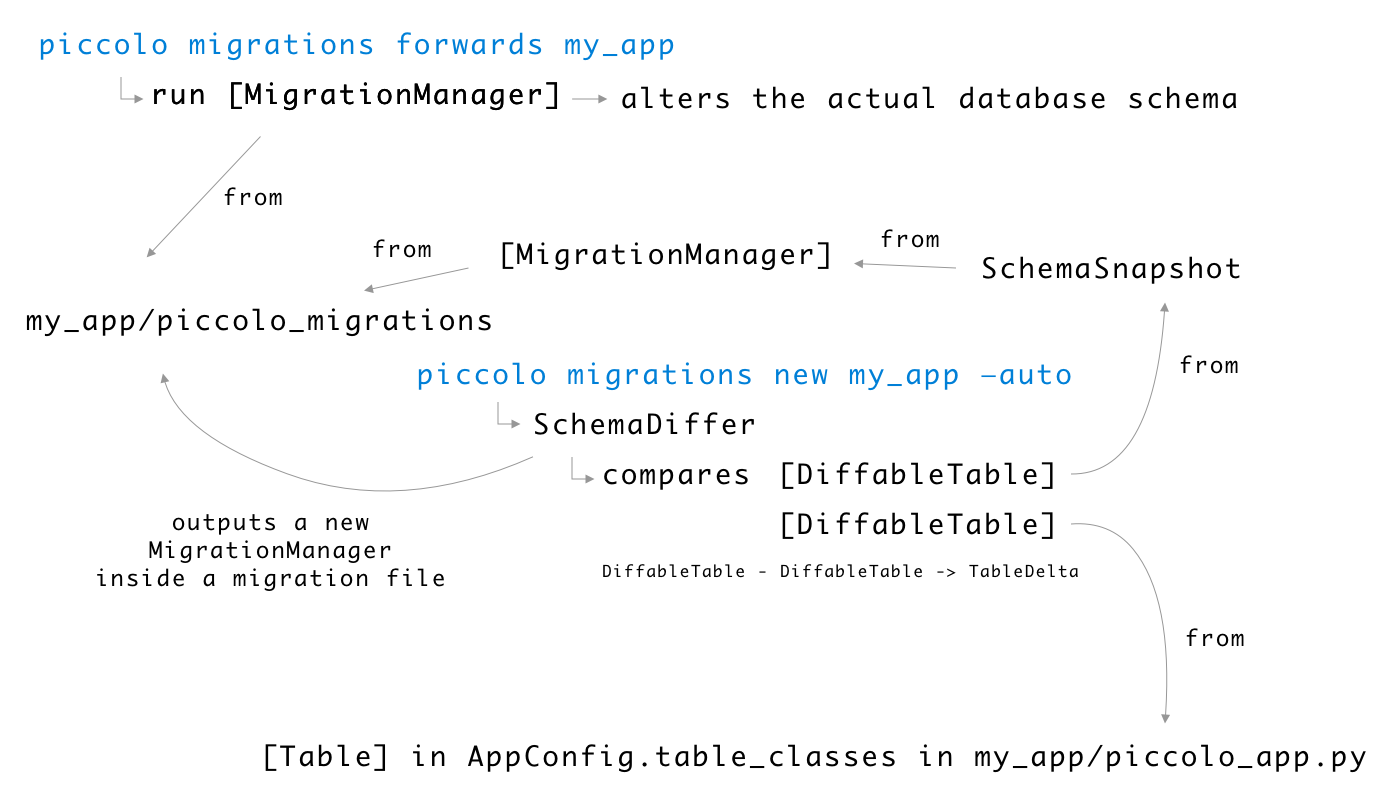 piccolo migrations forwards my_app
run [MigrationManager]
alters the actual database schema
from
from
[MigrationManager]
from
SchemaSnapshot
my_app/piccolo_migrations
piccolo migrations new my_app —auto
from
SchemaDiffer
compares [DiffableTable]
[DiffableTable]
outputs a new
MigrationManager
inside a migration file
DiffableTable - DiffableTable -> TableDelta
from
[Table] in AppConfig.table_classes in my_app/piccolo_app.py